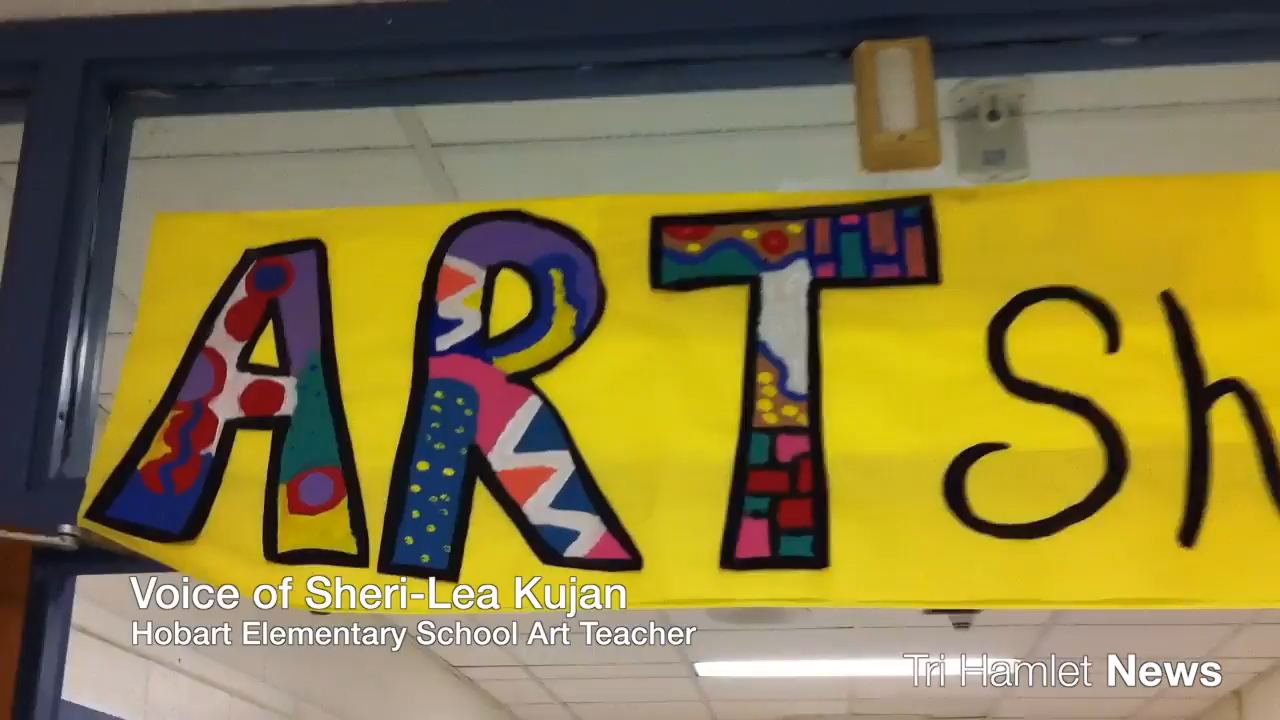 ART Sh
Voice of Sheri-Lea Kujan
Hobart Elementary School Art Teacher
Tri Hamlet News